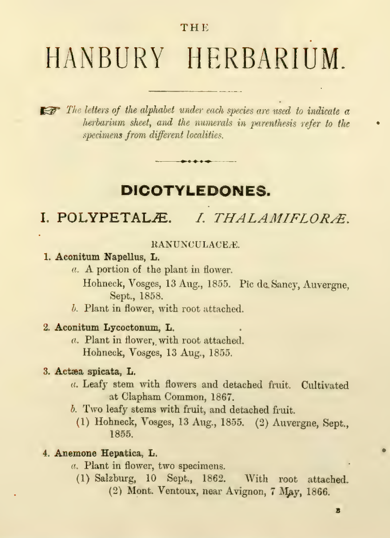 THE
HANBURY HERBARIUM.
☞ The letters of the alphabet under each species are used to indicate a
herbarium sheet, and the numerals in parenthesis refer to the
specimens from different localities.
DICOTYLEDONES.
I. POLYPETALÆ. I. THALAMIFLORÆ.
RANUNCULACEÆ.
1. Aconitum Napellus, L.
a. A portion of the plant in flower.
Hohneck, Vosges, 13 Aug., 1855. Pic de Sancy, Auvergne,
Sept., 1858.
b. Plant in flower, with root attached.
2. Aconitum Lycoctonum, L.
a. Plant in flower, with root attached.
Hohneck, Vosges, 13 Aug., 1855.
3. Actæa spicata, L.
a. Leafy stem with flowers and detached fruit. Cultivated
at Clapham Common, 1867.
b. Two leafy stems with fruit, and detached fruit.
(1) Hohneck, Vosges, 13 Aug., 1855. (2) Auvergne, Sept.,
1855.
4. Anemone Hepatica, L.
a. Plant in flower, two specimens.
(1) Salzburg, 10 Sept., 1862. With root attached.
(2) Mont. Ventoux, near Avignon, 7 May, 1866.
B